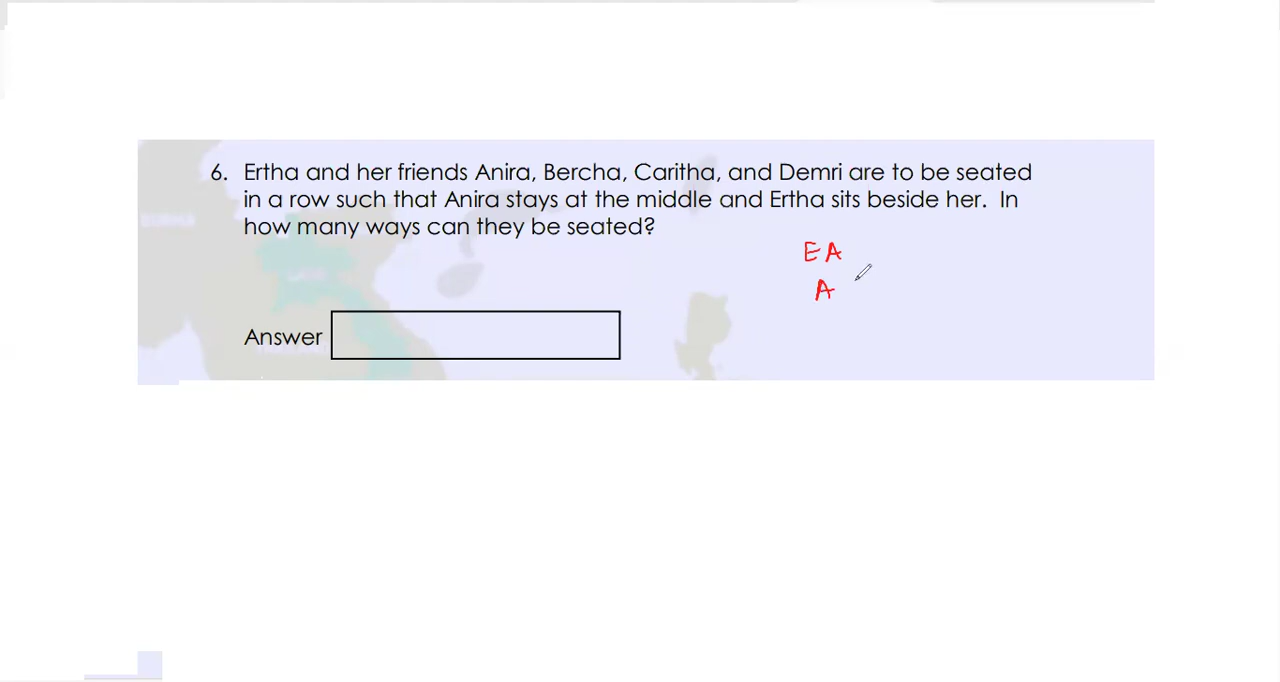 6. Ertha and her friends Anira, Bercha, Caritha, and Demri are to be seated
in a row such that Anira stays at the middle and Ertha sits beside her. In
how many ways can they be seated?
EA
A
Answer